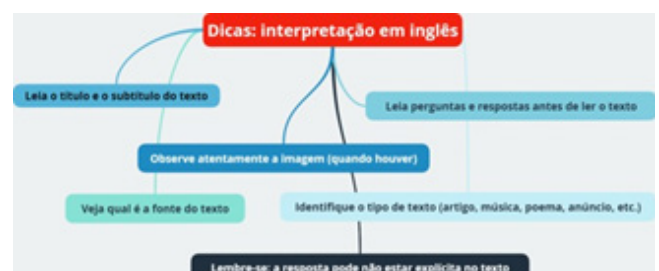 Dicas: interpretação em inglês
Leia o título e o subtítulo do texto
Leia perguntas e respostas antes de ler o texto
Observe atentamente a imagem (quando houver)
Veja qual é a fonte do texto
Identifique o tipo de texto (artigo, música, poema, anúncio, etc.)
Lembre-se: a resposta pode não estar explícita no texto